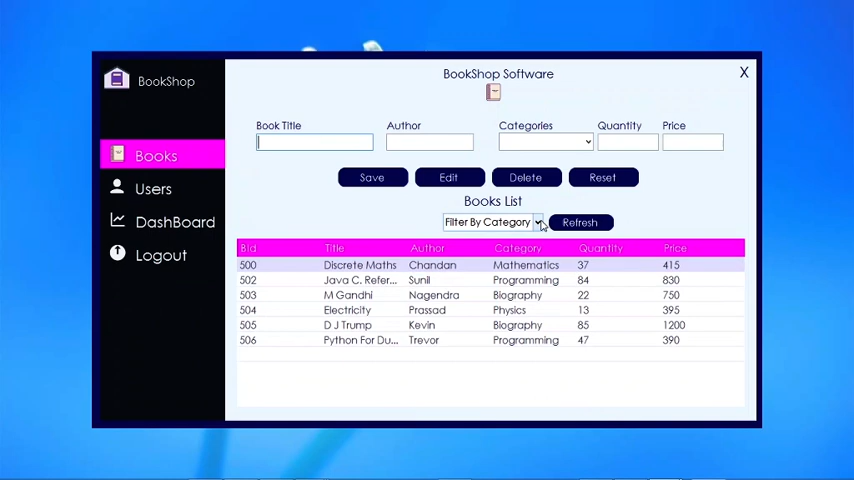 BookShop
BookShop Software
X
Book Title Author Categories Quantity Price
Books
Users
DashBoard
Logout
Save Edit Delete Reset
Books List
Filter By Category Refresh
BId Title Author Category Quantity Price
500 Discrete Maths Chandan Mathematics 37 415
502 Java C. Refer... Sunil Programming 84 830
503 M Gandhi Nagendra Biography 22 750
504 Electricity Prassad Physics 13 395
505 D J Trump Kevin Biography 85 1200
506 Python For Du... Trevor Programming 47 390